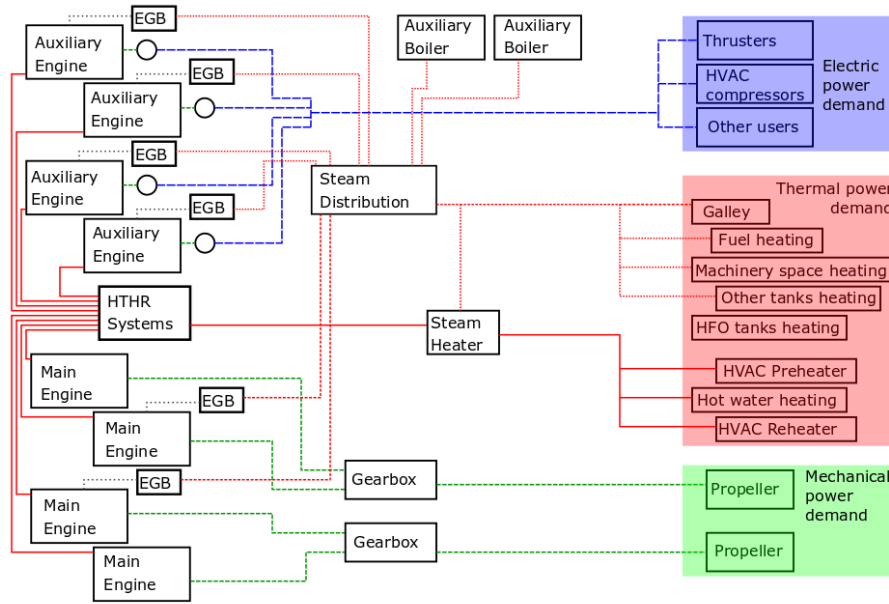 EGB
Auxiliary
Engine
EGB
Auxiliary
Engine
EGB
Auxiliary
Engine
EGB
Auxiliary
Engine
HTHR
Systems
Main
Engine
EGB
Main
Engine
EGB
Main
Engine
Main
Engine
Auxiliary
Boiler
Auxiliary
Boiler
Steam
Distribution
Steam
Heater
Gearbox
Gearbox
Thrusters
HVAC
compressors
Other users
Electric
power
demand
Thermal power
demand
Galley
Fuel heating
Machinery space heating
Other tanks heating
HFO tanks heating
HVAC Preheater
Hot water heating
HVAC Reheater
Propeller
Propeller
Mechanical
power
demand